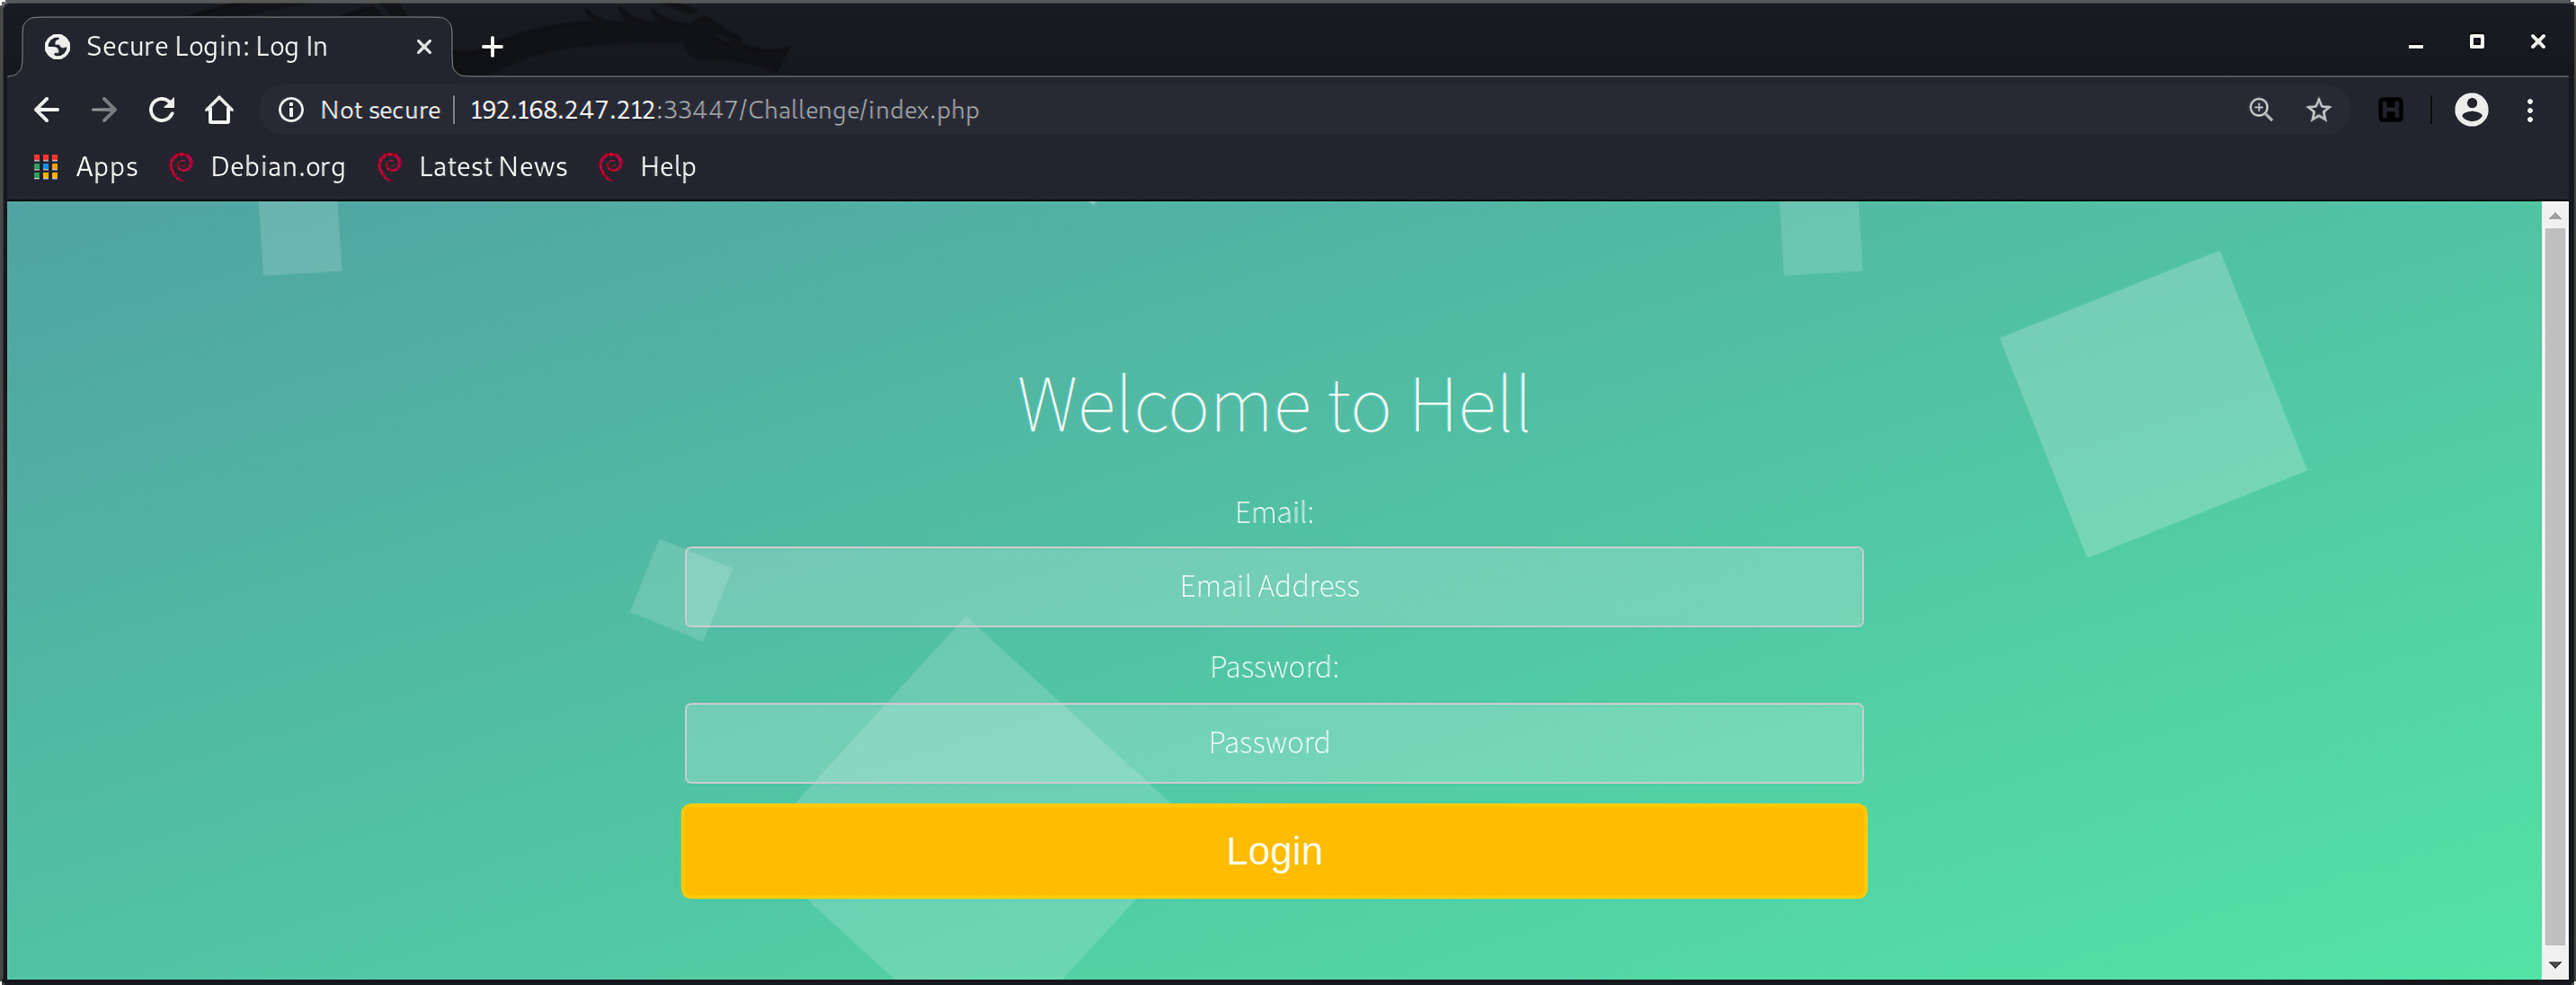 Secure Login: Log In
Not secure 192.168.247.212:33447/Challenge/index.php
Apps Debian.org Latest News Help
Welcome to Hell
Email:
Email Address
Password:
Password
Login